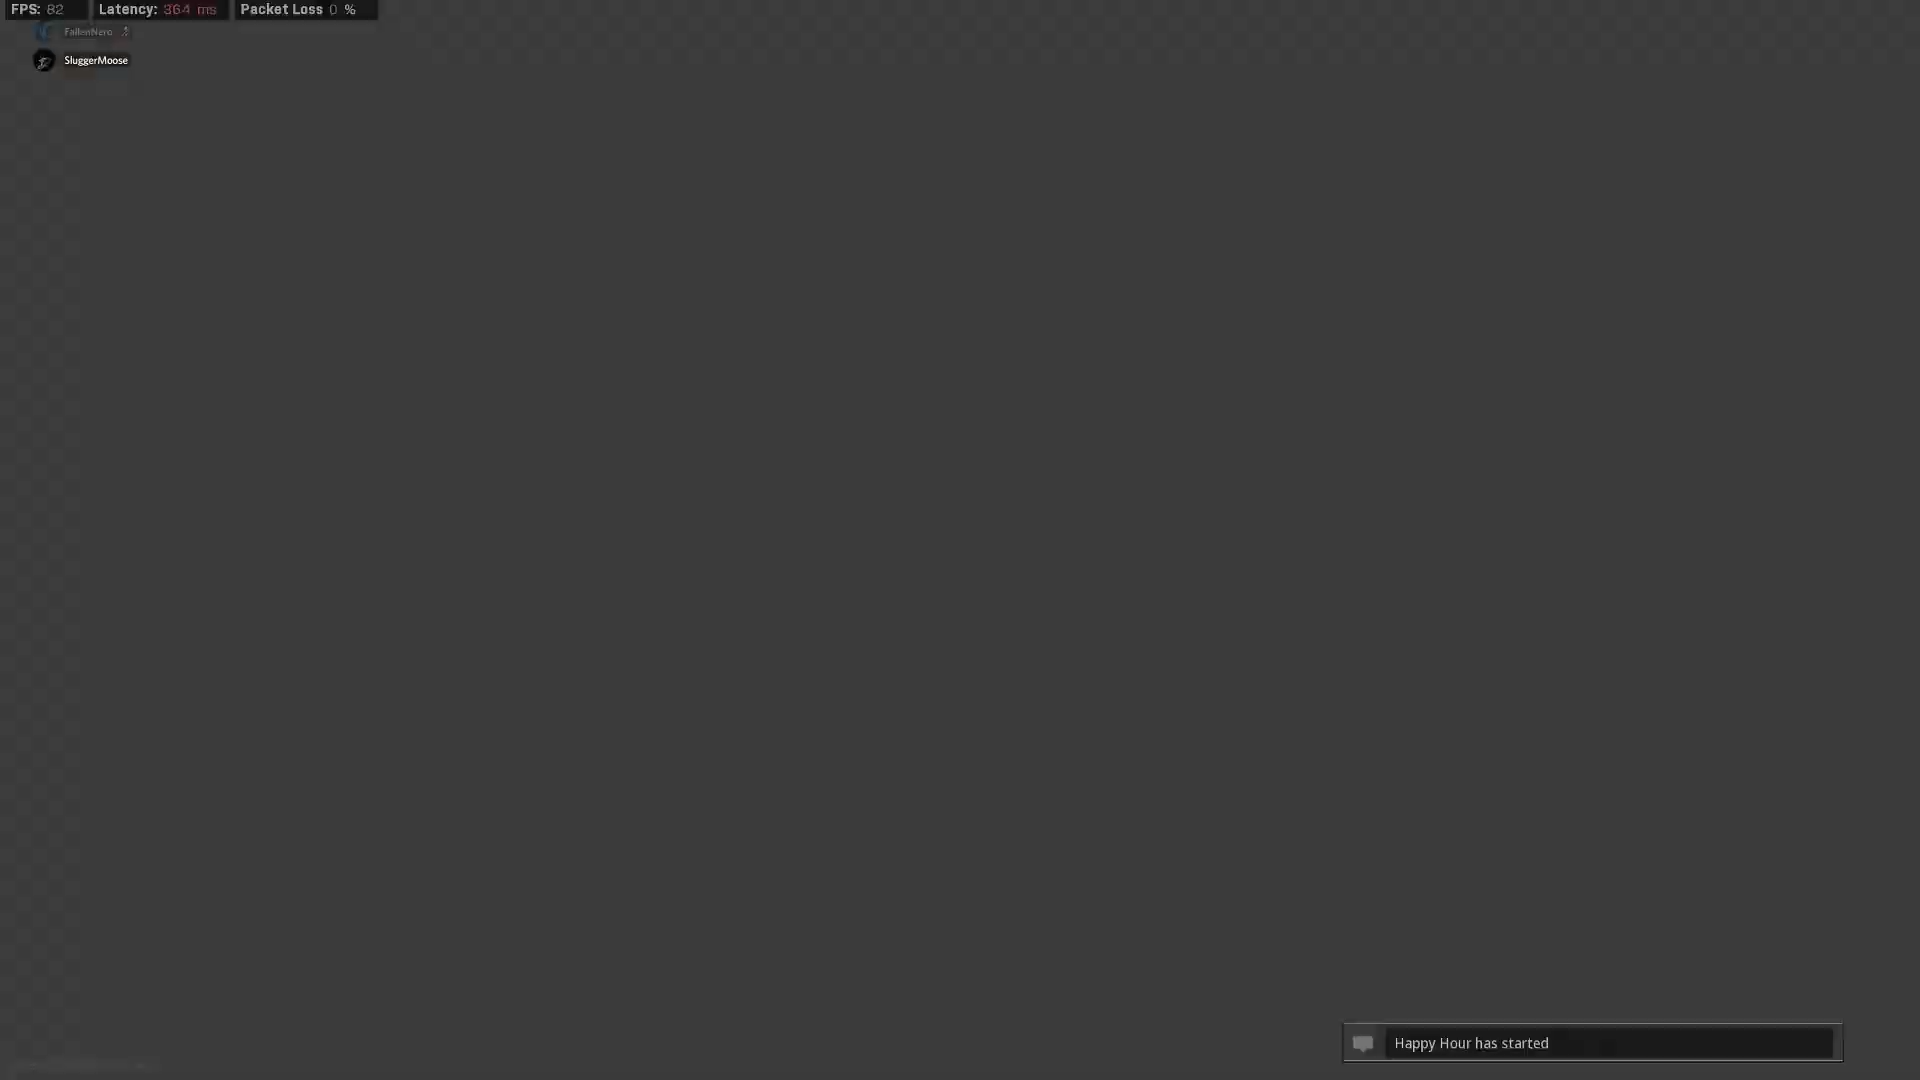 FPS: 82 Latency: 364 ms Packet Loss 0 %
FallenNero
SluggerMoose
Happy Hour has started